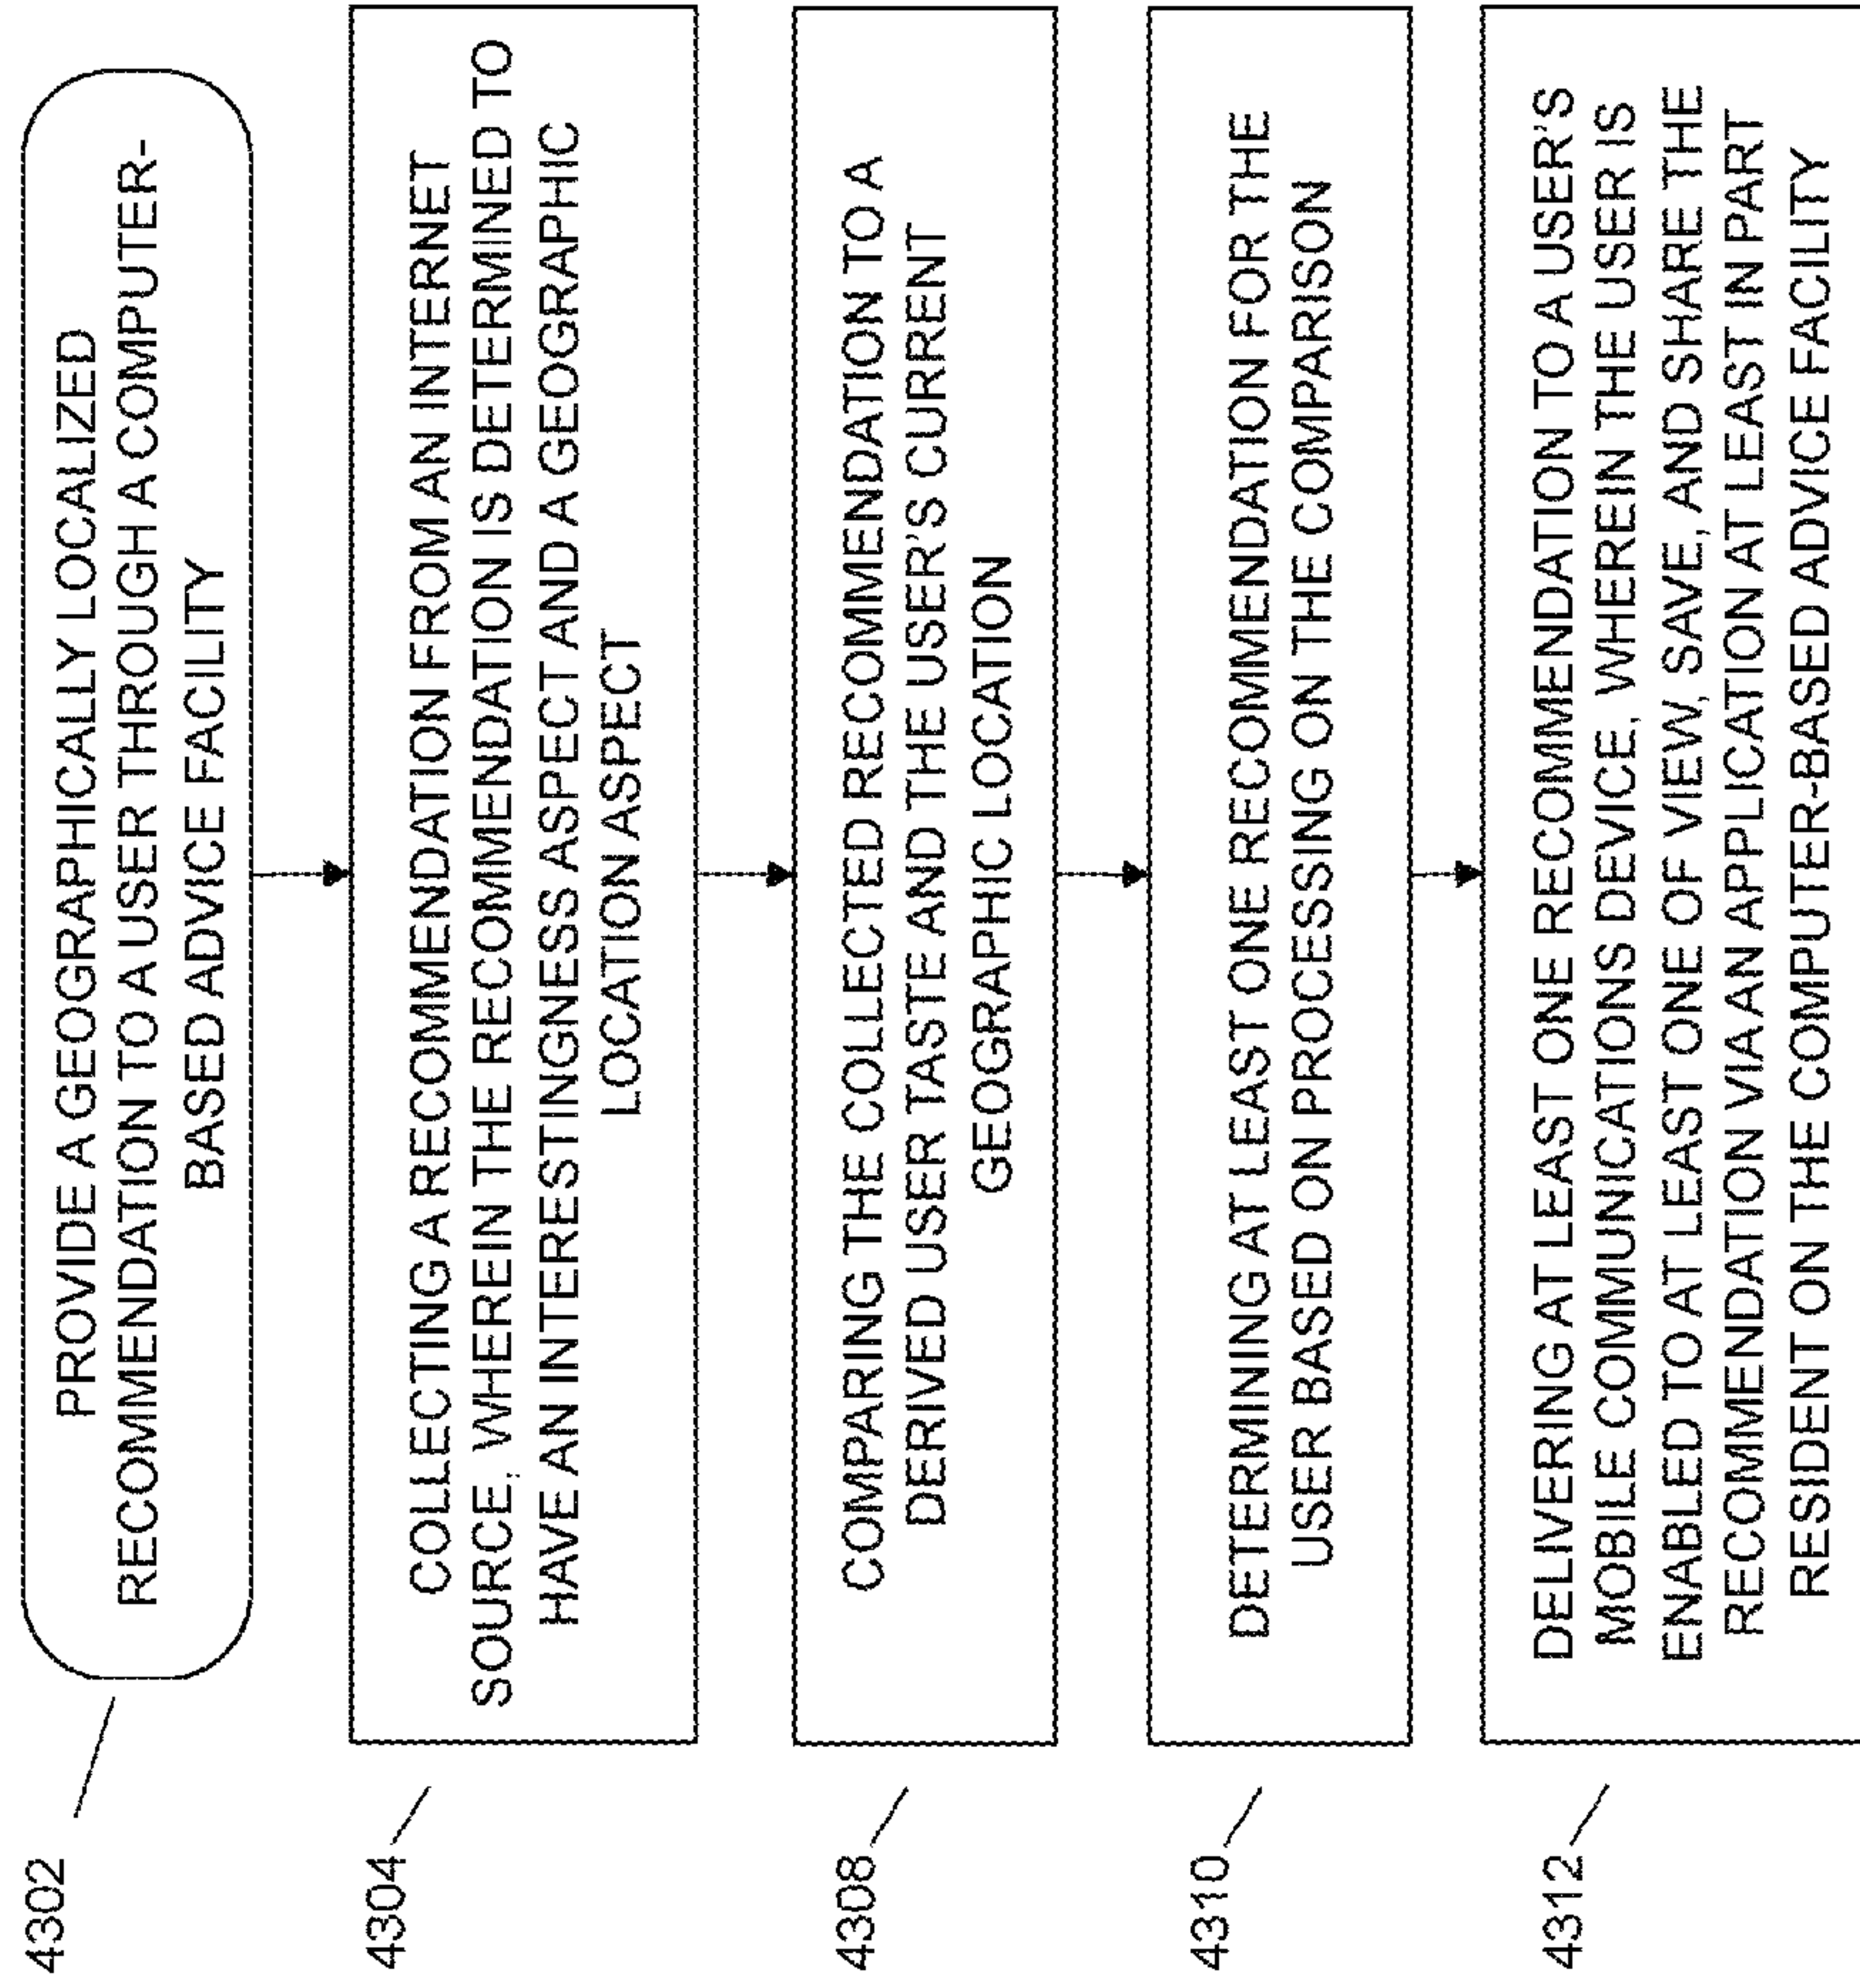 4302
PROVIDE A GEOGRAPHICALLY LOCALIZED
RECOMMENDATION TO A USER THROUGH A COMPUTER-
BASED ADVICE FACILITY
4304
COLLECTING A RECOMMENDATION FROM AN INTERNET
SOURCE, WHEREIN THE RECOMMENDATION IS DETERMINED TO
HAVE AN INTERESTINGNESS ASPECT AND A GEOGRAPHIC
LOCATION ASPECT
4308
COMPARING THE COLLECTED RECOMMENDATION TO A
DERIVED USER TASTE AND THE USER'S CURRENT
GEOGRAPHIC LOCATION
4310
DETERMINING AT LEAST ONE RECOMMENDATION FOR THE
USER BASED ON PROCESSING ON THE COMPARISON
4312
DELIVERING AT LEAST ONE RECOMMENDATION TO A USER'S
MOBILE COMMUNICATIONS DEVICE, WHEREIN THE USER IS
ENABLED TO AT LEAST ONE OF VIEW, SAVE, AND SHARE THE
RECOMMENDATION VIA AN APPLICATION AT LEAST IN PART
RESIDENT ON THE COMPUTER-BASED ADVICE FACILITY